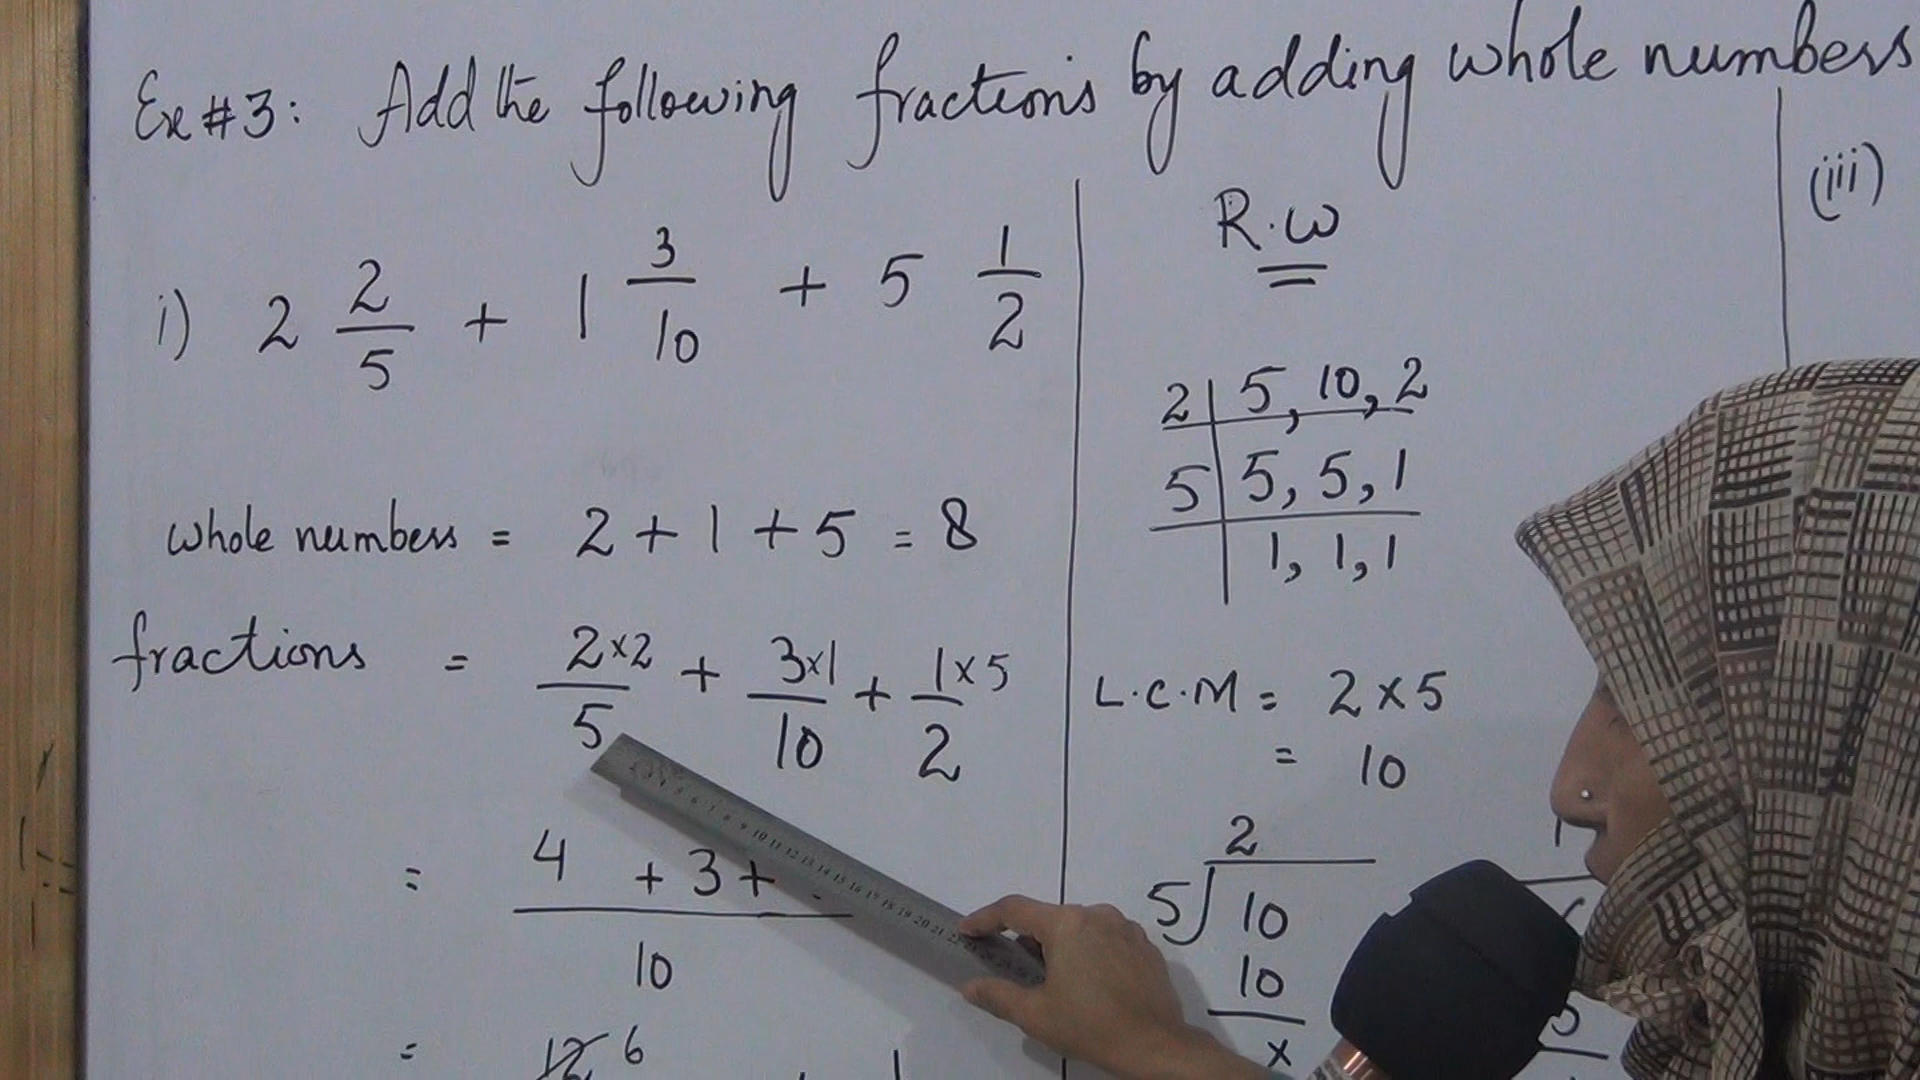 Ex #3: Add the following fractions by adding whole numbers
i) 2 2/5 + 1 3/10 + 5 1/2
whole numbers = 2 + 1 + 5 = 8
fractions = 2×2/5 + 3×1/10 + 1×5/2
= 4 + 3 + /10
= 12 6
R.W
2 | 5, 10, 2
5 | 5, 5, 1
1, 1, 1
L.C.M = 2 × 5
= 10
2
5 ) 10
10
×
(iii)